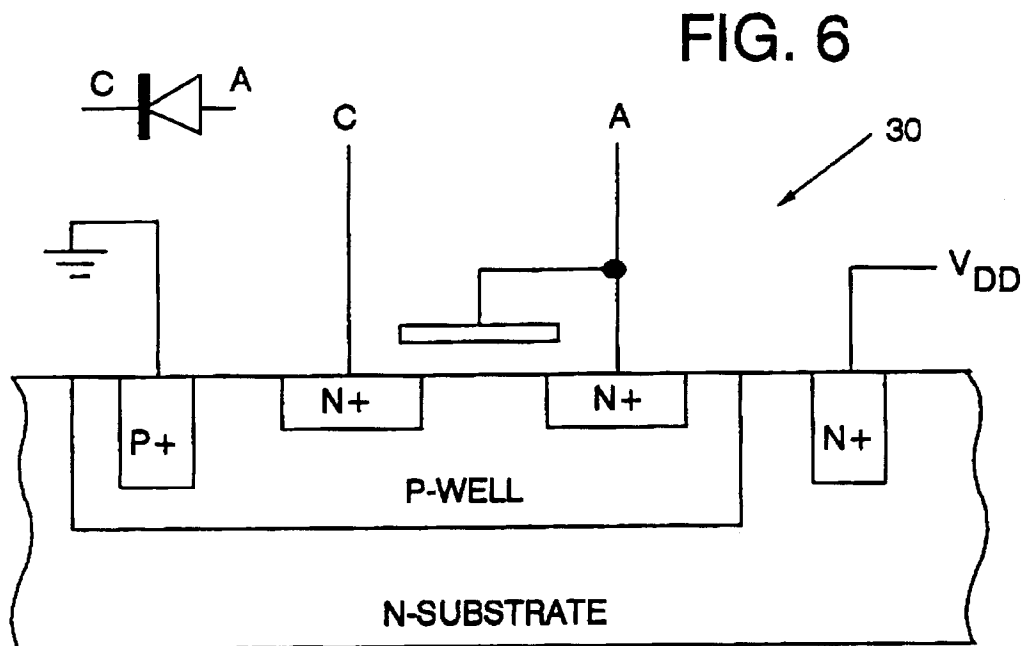 FIG. 6
C A
C A 30
V_DD
N+ N+
P+ N+
P-WELL
N-SUBSTRATE